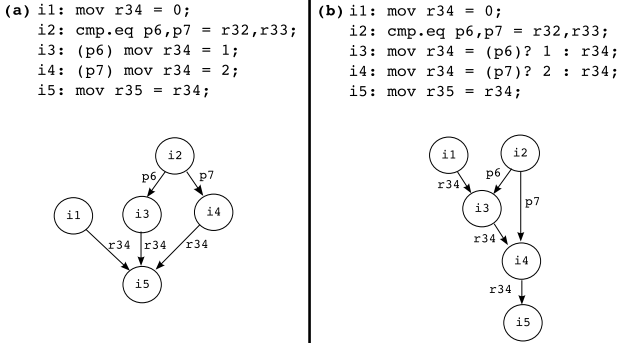 (a) i1: mov r34 = 0;
i2: cmp.eq p6,p7 = r32,r33;
i3: (p6) mov r34 = 1;
i4: (p7) mov r34 = 2;
i5: mov r35 = r34;
i2
p6 p7
i1 i3 i4
r34 r34 r34
i5
(b) i1: mov r34 = 0;
i2: cmp.eq p6,p7 = r32,r33;
i3: mov r34 = (p6)? 1 : r34;
i4: mov r34 = (p7)? 2 : r34;
i5: mov r35 = r34;
i1 i2
r34 p6
i3 p7
r34
i4
r34
i5